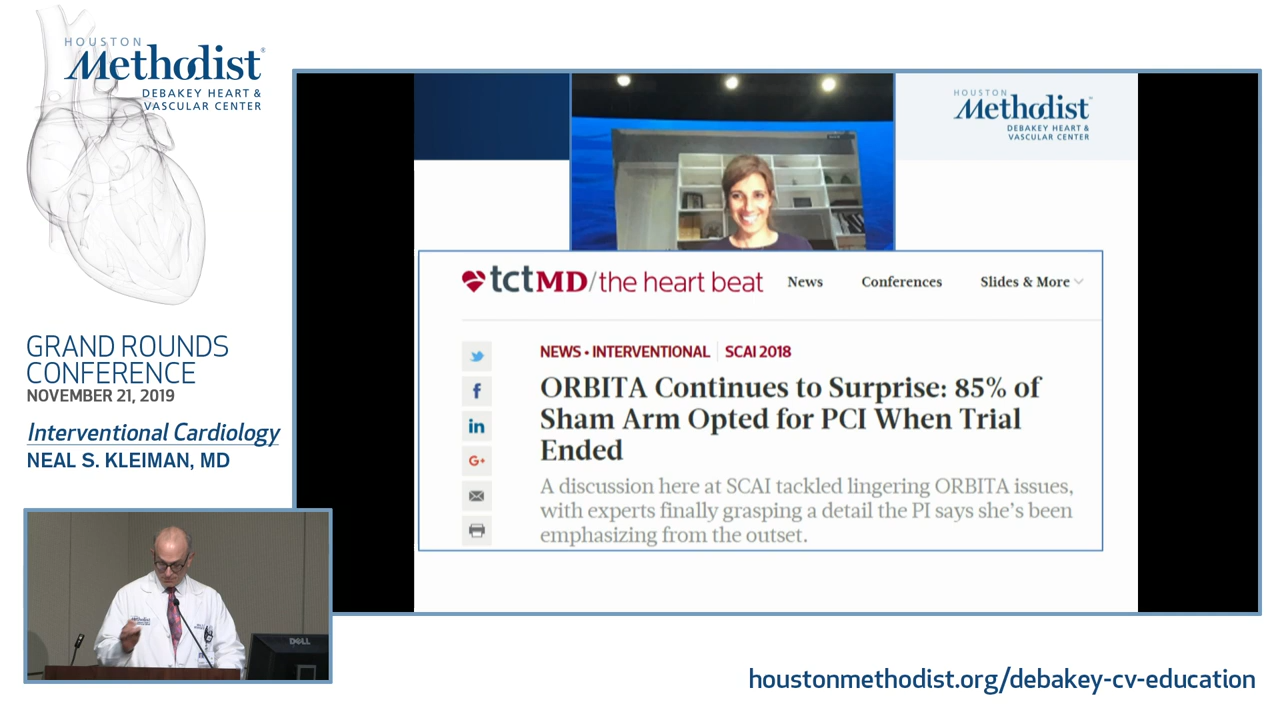 HOUSTON
Methodist®
DEBAKEY HEART &
VASCULAR CENTER
GRAND ROUNDS
CONFERENCE
NOVEMBER 21, 2019
Interventional Cardiology
NEAL S. KLEIMAN, MD
HOUSTON
Methodist
DEBAKEY HEART &
VASCULAR CENTER
tctMD/the heart beat
News Conferences Slides & More
NEWS • INTERVENTIONAL | SCAI 2018
ORBITA Continues to Surprise: 85% of
Sham Arm Opted for PCI When Trial
Ended
A discussion here at SCAI tackled lingering ORBITA issues,
with experts finally grasping a detail the PI says she's been
emphasizing from the outset.
f
in
G+
Methodist
DELL
houstonmethodist.org/debakey-cv-education